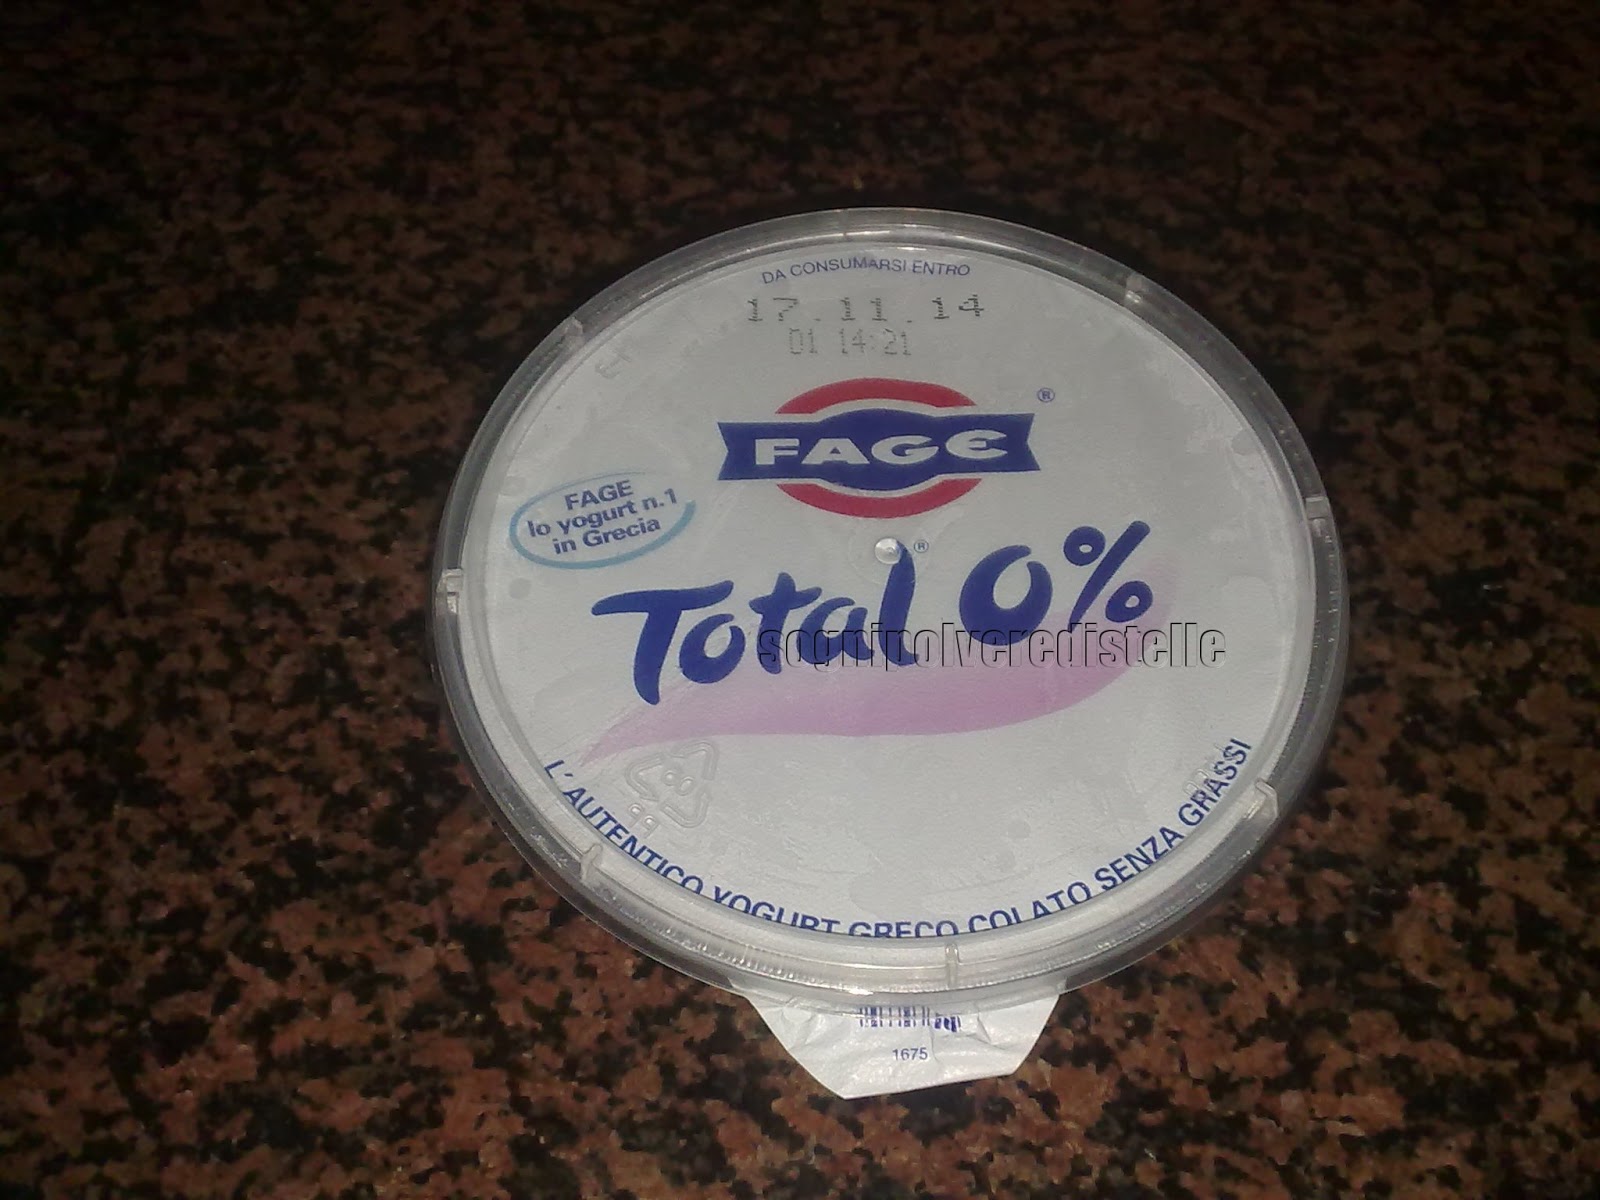 DA CONSUMARSI ENTRO
17.11.14
01 14:21
FAGE ®
FAGE
lo yogurt n.1
in Grecia
Total ® 0%
sognipolveredistelle
L'AUTENTICO YOGURT GRECO COLATO SENZA GRASSI
1675